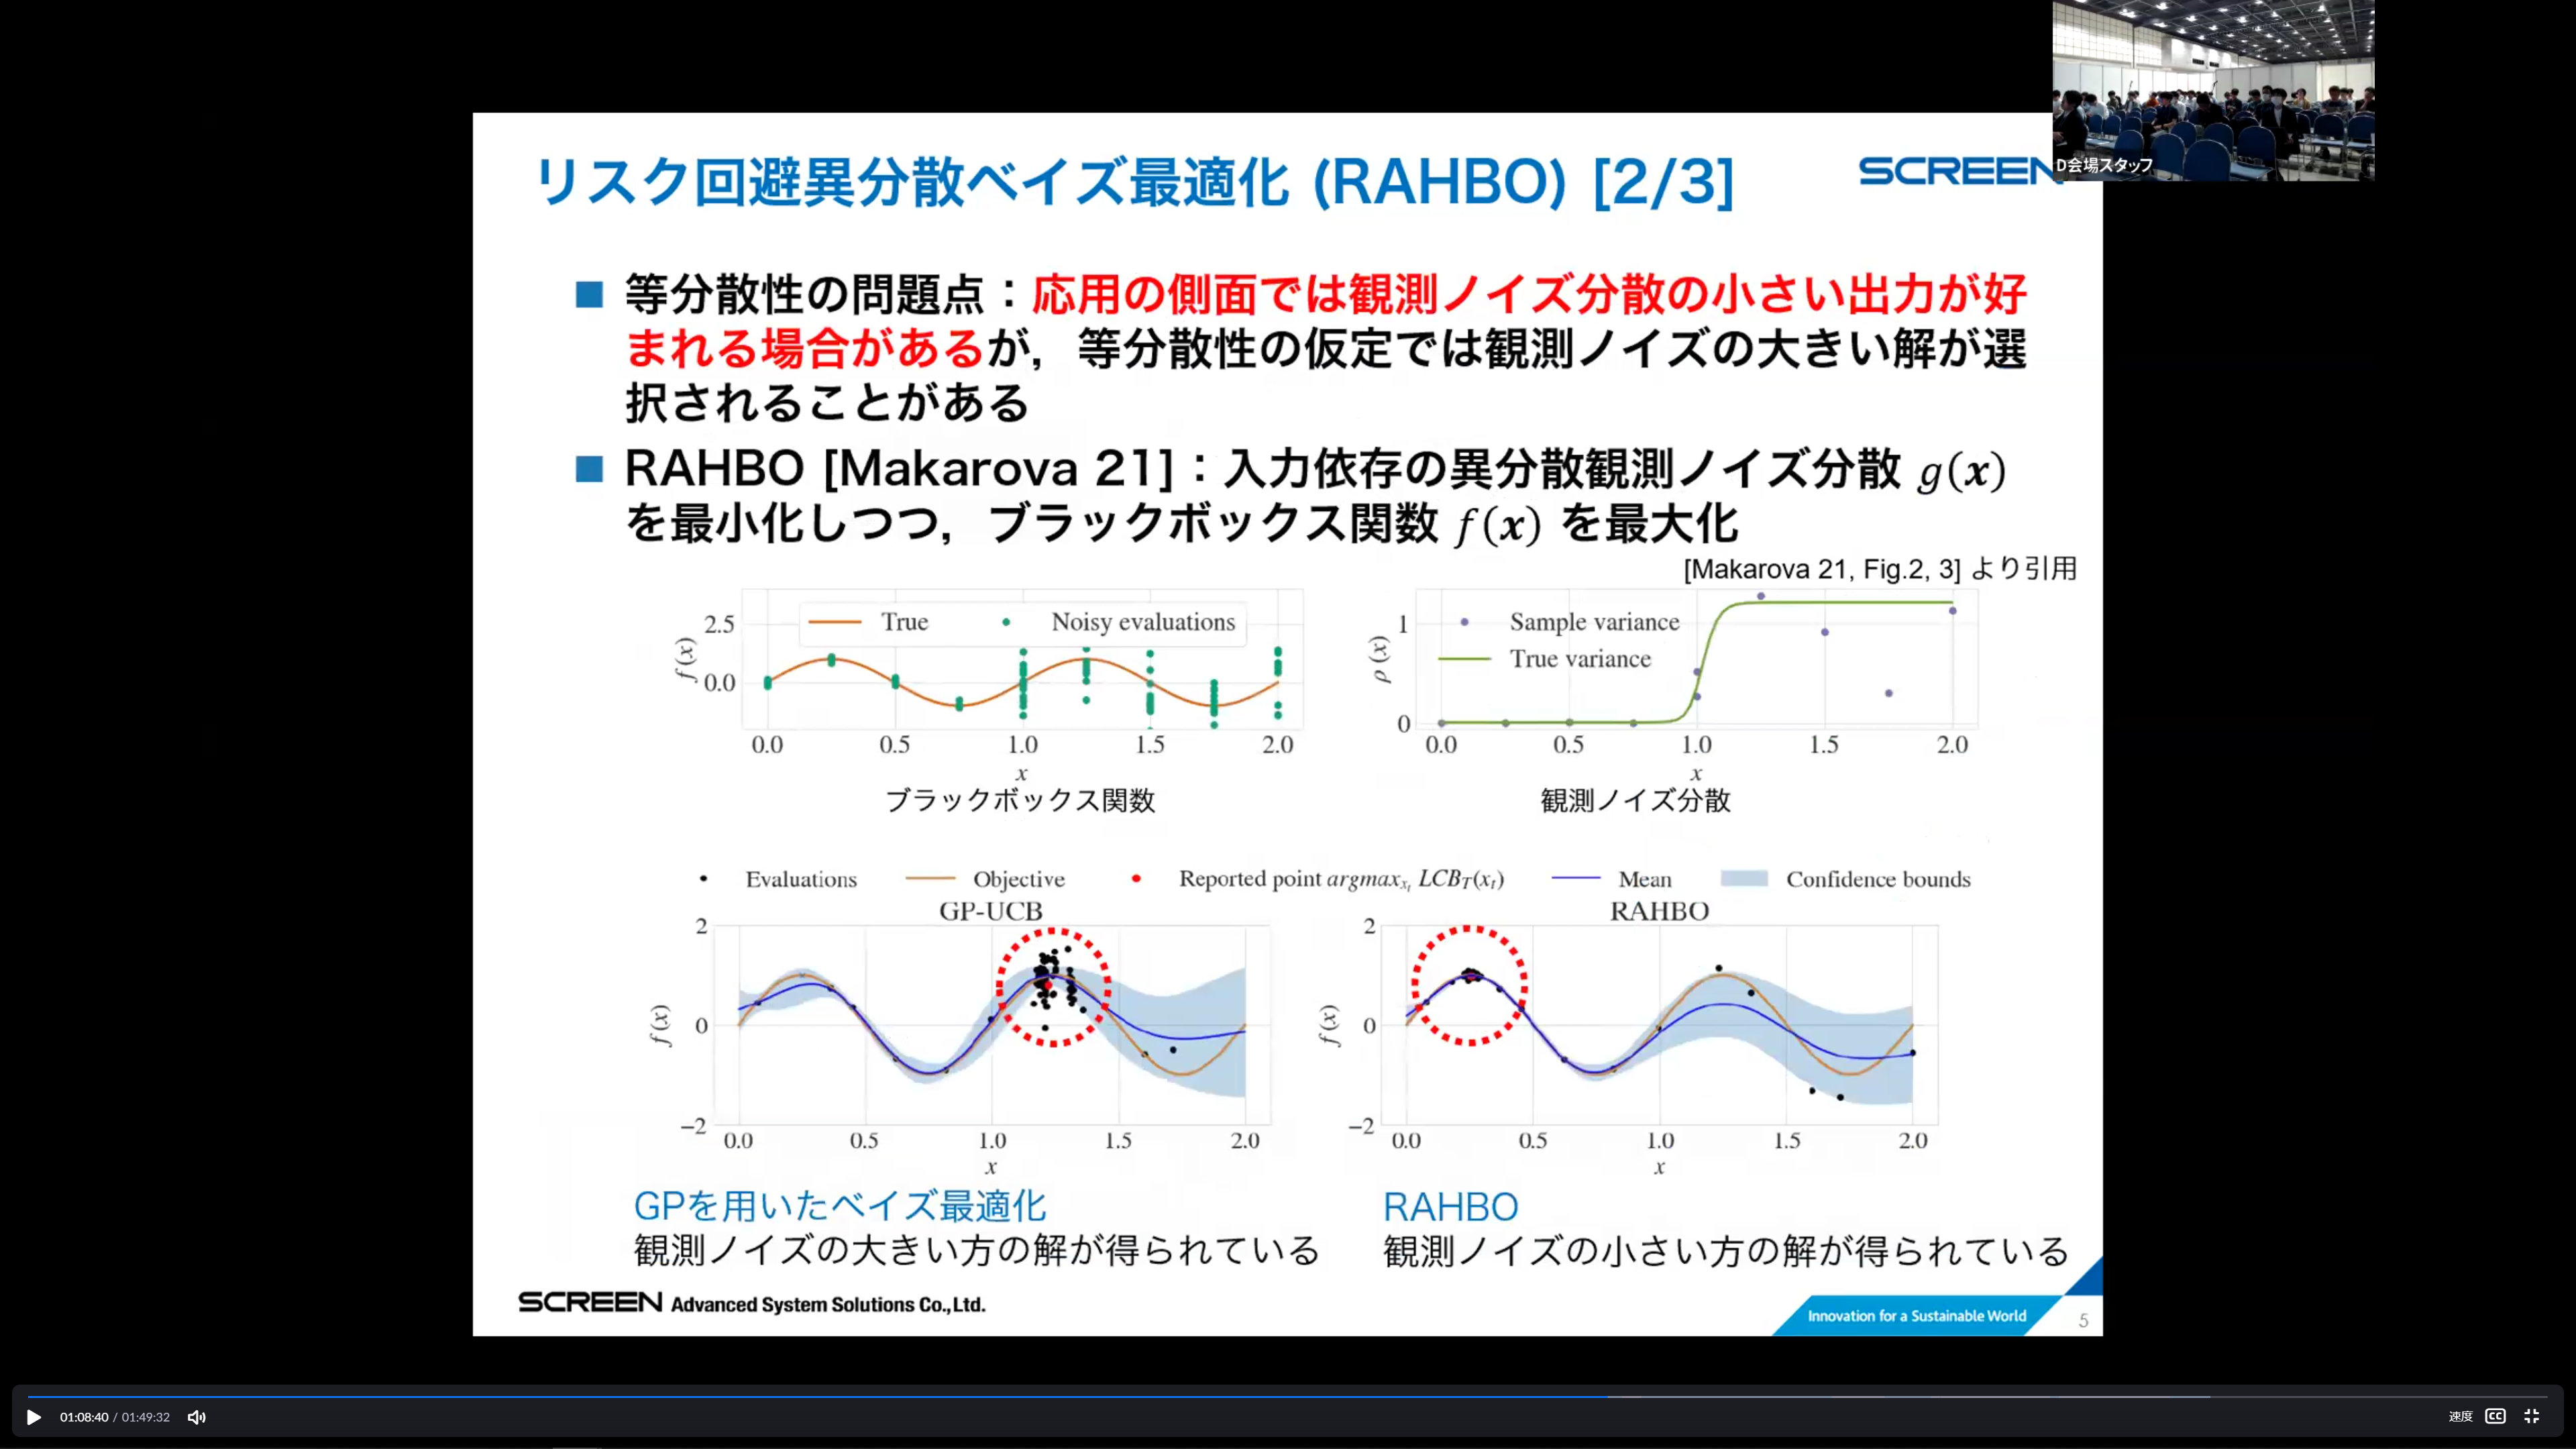 D会場スタッフ
リスク回避異分散ベイズ最適化 (RAHBO) [2/3]
SCREEN
■ 等分散性の問題点：応用の側面では観測ノイズ分散の小さい出力が好
まれる場合があるが，等分散性の仮定では観測ノイズの大きい解が選
択されることがある
■ RAHBO [Makarova 21]：入力依存の異分散観測ノイズ分散 g(x)
を最小化しつつ，ブラックボックス関数 f(x) を最大化
[Makarova 21, Fig.2, 3] より引用
True Noisy evaluations
2.5
0.0
f(x)
0.0 0.5 1.0 1.5 2.0
x
ブラックボックス関数
Sample variance
True variance
1
0
ρ(x)
0.0 0.5 1.0 1.5 2.0
x
観測ノイズ分散
Evaluations Objective Reported point argmax_{x_t} LCB_T(x_t) Mean Confidence bounds
GP-UCB
2
0
−2
f(x)
0.0 0.5 1.0 1.5 2.0
x
RAHBO
2
0
−2
f(x)
0.0 0.5 1.0 1.5 2.0
x
GPを用いたベイズ最適化
観測ノイズの大きい方の解が得られている
RAHBO
観測ノイズの小さい方の解が得られている
SCREEN Advanced System Solutions Co., Ltd.
Innovation for a Sustainable World
5
01:08:40 / 01:49:32
速度
CC